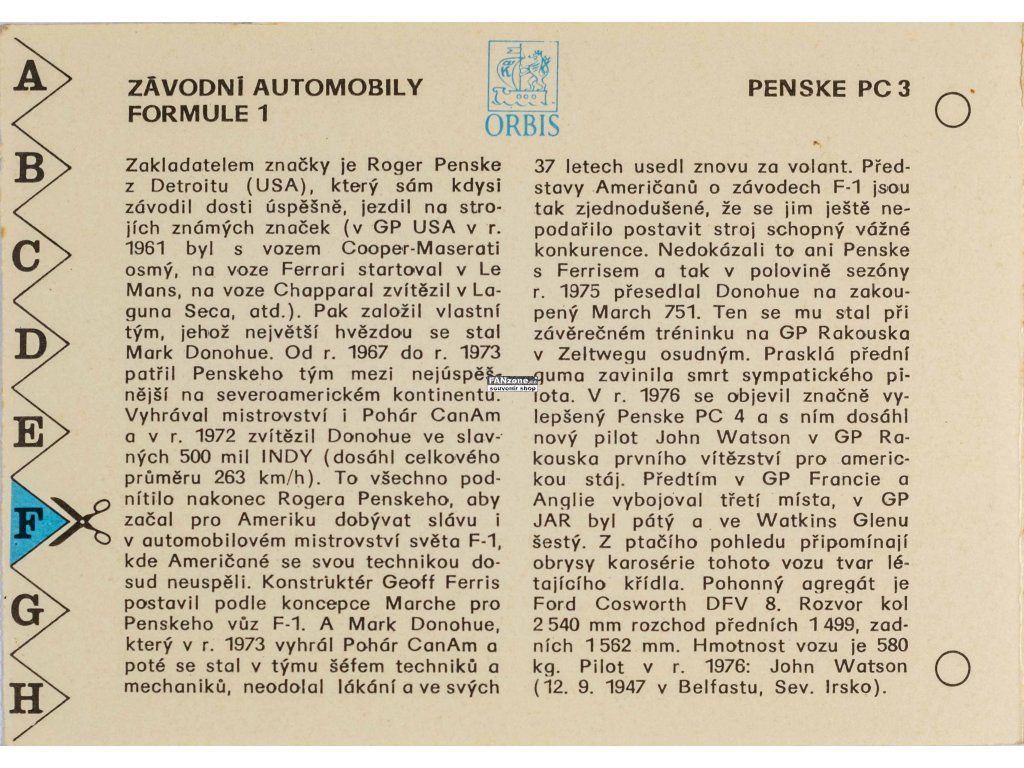 A
B
C
D
E
F
G
H
ZÁVODNÍ AUTOMOBILY
FORMULE 1
ORBIS
PENSKE PC 3
Zakladatelem značky je Roger Penske
z Detroitu (USA), který sám kdysi
závodil dosti úspěšně, jezdil na stro-
jích známých značek (v GP USA v r.
1961 byl s vozem Cooper-Maserati
osmý, na voze Ferrari startoval v Le
Mans, na voze Chapparal zvítězil v La-
guna Seca, atd.). Pak založil vlastní
tým, jehož největší hvězdou se stal
Mark Donohue. Od r. 1967 do r. 1973
patřil Penskeho tým mezi nejúspěš-
nější na severoamerickém kontinentu.
Vyhrával mistrovství i Pohár CanAm
a v r. 1972 zvítězil Donohue ve slav-
ných 500 mil INDY (dosáhl celkového
průměru 263 km/h). To všechno pod-
nítilo nakonec Rogera Penskeho, aby
začal pro Ameriku dobývat slávu i
v automobilovém mistrovství světa F-1,
kde Američané se svou technikou do-
sud neuspěli. Konstruktér Geoff Ferris
postavil podle koncepce Marche pro
Penskeho vůz F-1. A Mark Donohue,
který v r. 1973 vyhrál Pohár CanAm a
poté se stal v týmu šéfem techniků a
mechaniků, neodolal lákání a ve svých
37 letech usedl znovu za volant. Před-
stavy Američanů o závodech F-1 jsou
tak zjednodušené, že se jim ještě ne-
podařilo postavit stroj schopný vážné
konkurence. Nedokázali to ani Penske
s Ferrisem a tak v polovině sezóny
r. 1975 přesedlal Donohue na zakou-
pený March 751. Ten se mu stal při
závěrečném tréninku na GP Rakouska
v Zeltwegu osudným. Prasklá přední
guma zavinila smrt sympatického pi-
lota. V r. 1976 se objevil značně vy-
lepšený Penske PC 4 a s ním dosáhl
nový pilot John Watson v GP Ra-
kouska prvního vítězství pro americ-
kou stáj. Předtím v GP Francie a
Anglie vybojoval třetí místa, v GP
JAR byl pátý a ve Watkins Glenu
šestý. Z ptačího pohledu připomínají
obrysy karosérie tohoto vozu tvar lé-
tajícího křídla. Pohonný agregát je
Ford Cosworth DFV 8. Rozvor kol
2 540 mm rozchod předních 1 499, zad-
ních 1 562 mm. Hmotnost vozu je 580
kg. Pilot v r. 1976: John Watson
(12. 9. 1947 v Belfastu, Sev. Irsko).
FANzone.cz
souvenir shop